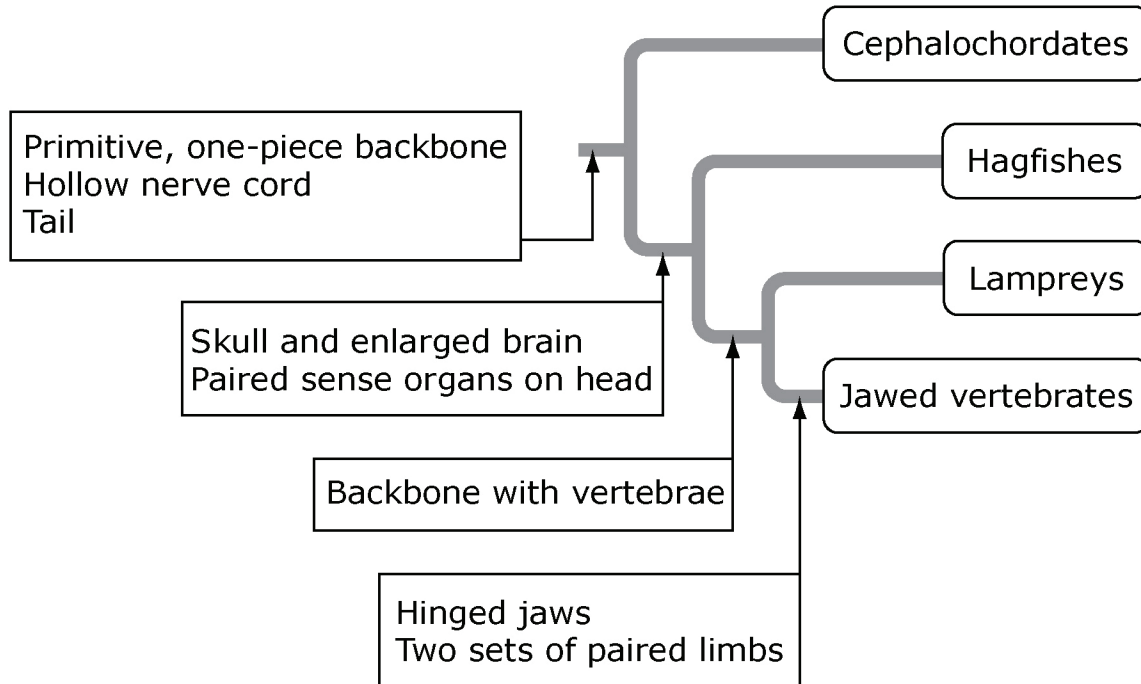 Cephalochordates
Primitive, one-piece backbone
Hollow nerve cord
Tail
Hagfishes
Lampreys
Skull and enlarged brain
Paired sense organs on head
Jawed vertebrates
Backbone with vertebrae
Hinged jaws
Two sets of paired limbs